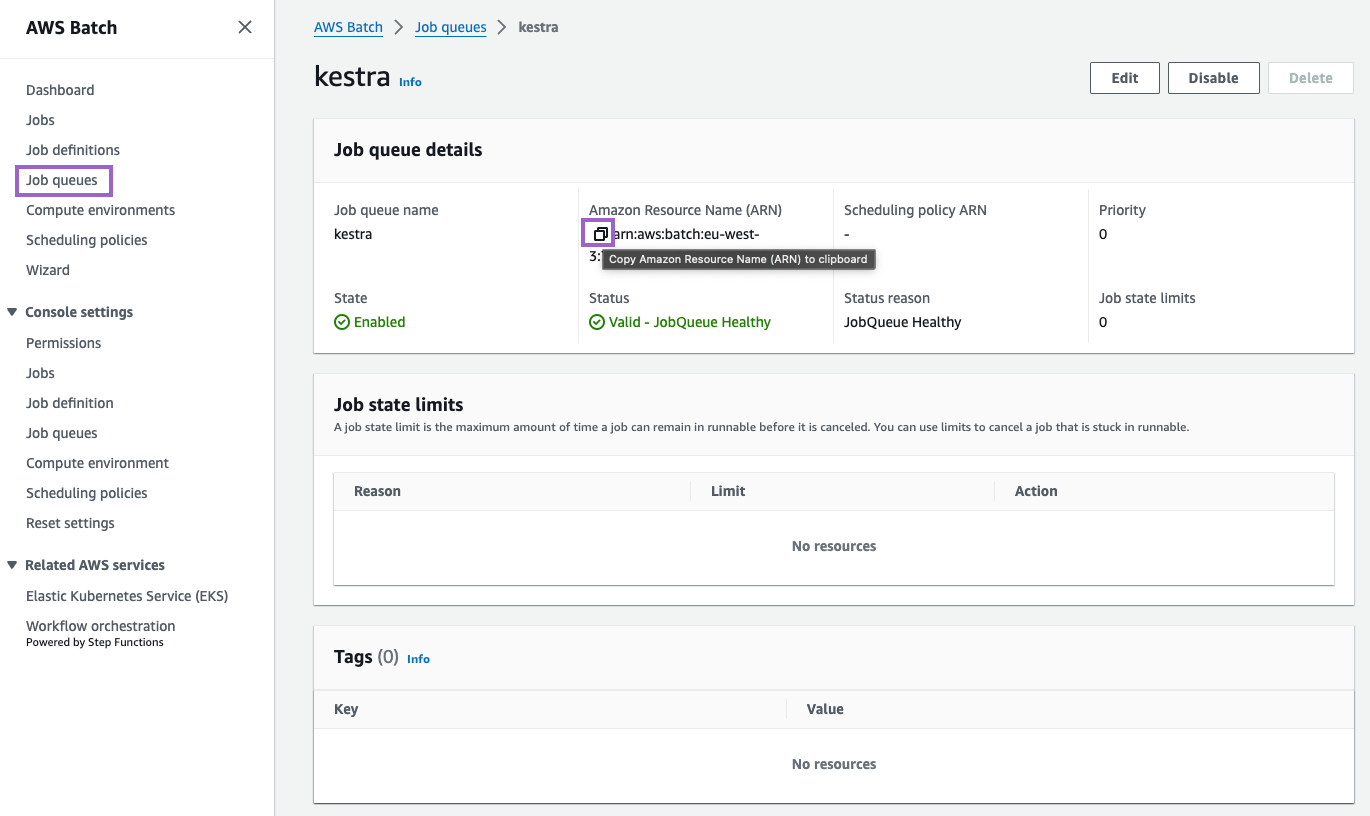 AWS Batch
Dashboard
Jobs
Job definitions
Job queues
Compute environments
Scheduling policies
Wizard
Console settings
Permissions
Jobs
Job definition
Job queues
Compute environment
Scheduling policies
Reset settings
Related AWS services
Elastic Kubernetes Service (EKS)
Workflow orchestration
Powered by Step Functions
AWS Batch > Job queues > kestra
kestra Info
Edit Disable Delete
Job queue details
Job queue name
kestra
Amazon Resource Name (ARN)
arn:aws:batch:eu-west-
3:
Copy Amazon Resource Name (ARN) to clipboard
Scheduling policy ARN
-
Priority
0
State
Enabled
Status
Valid - JobQueue Healthy
Status reason
JobQueue Healthy
Job state limits
0
Job state limits
A job state limit is the maximum amount of time a job can remain in runnable before it is canceled. You can use limits to cancel a job that is stuck in runnable.
Reason Limit Action
No resources
Tags (0) Info
Key Value
No resources